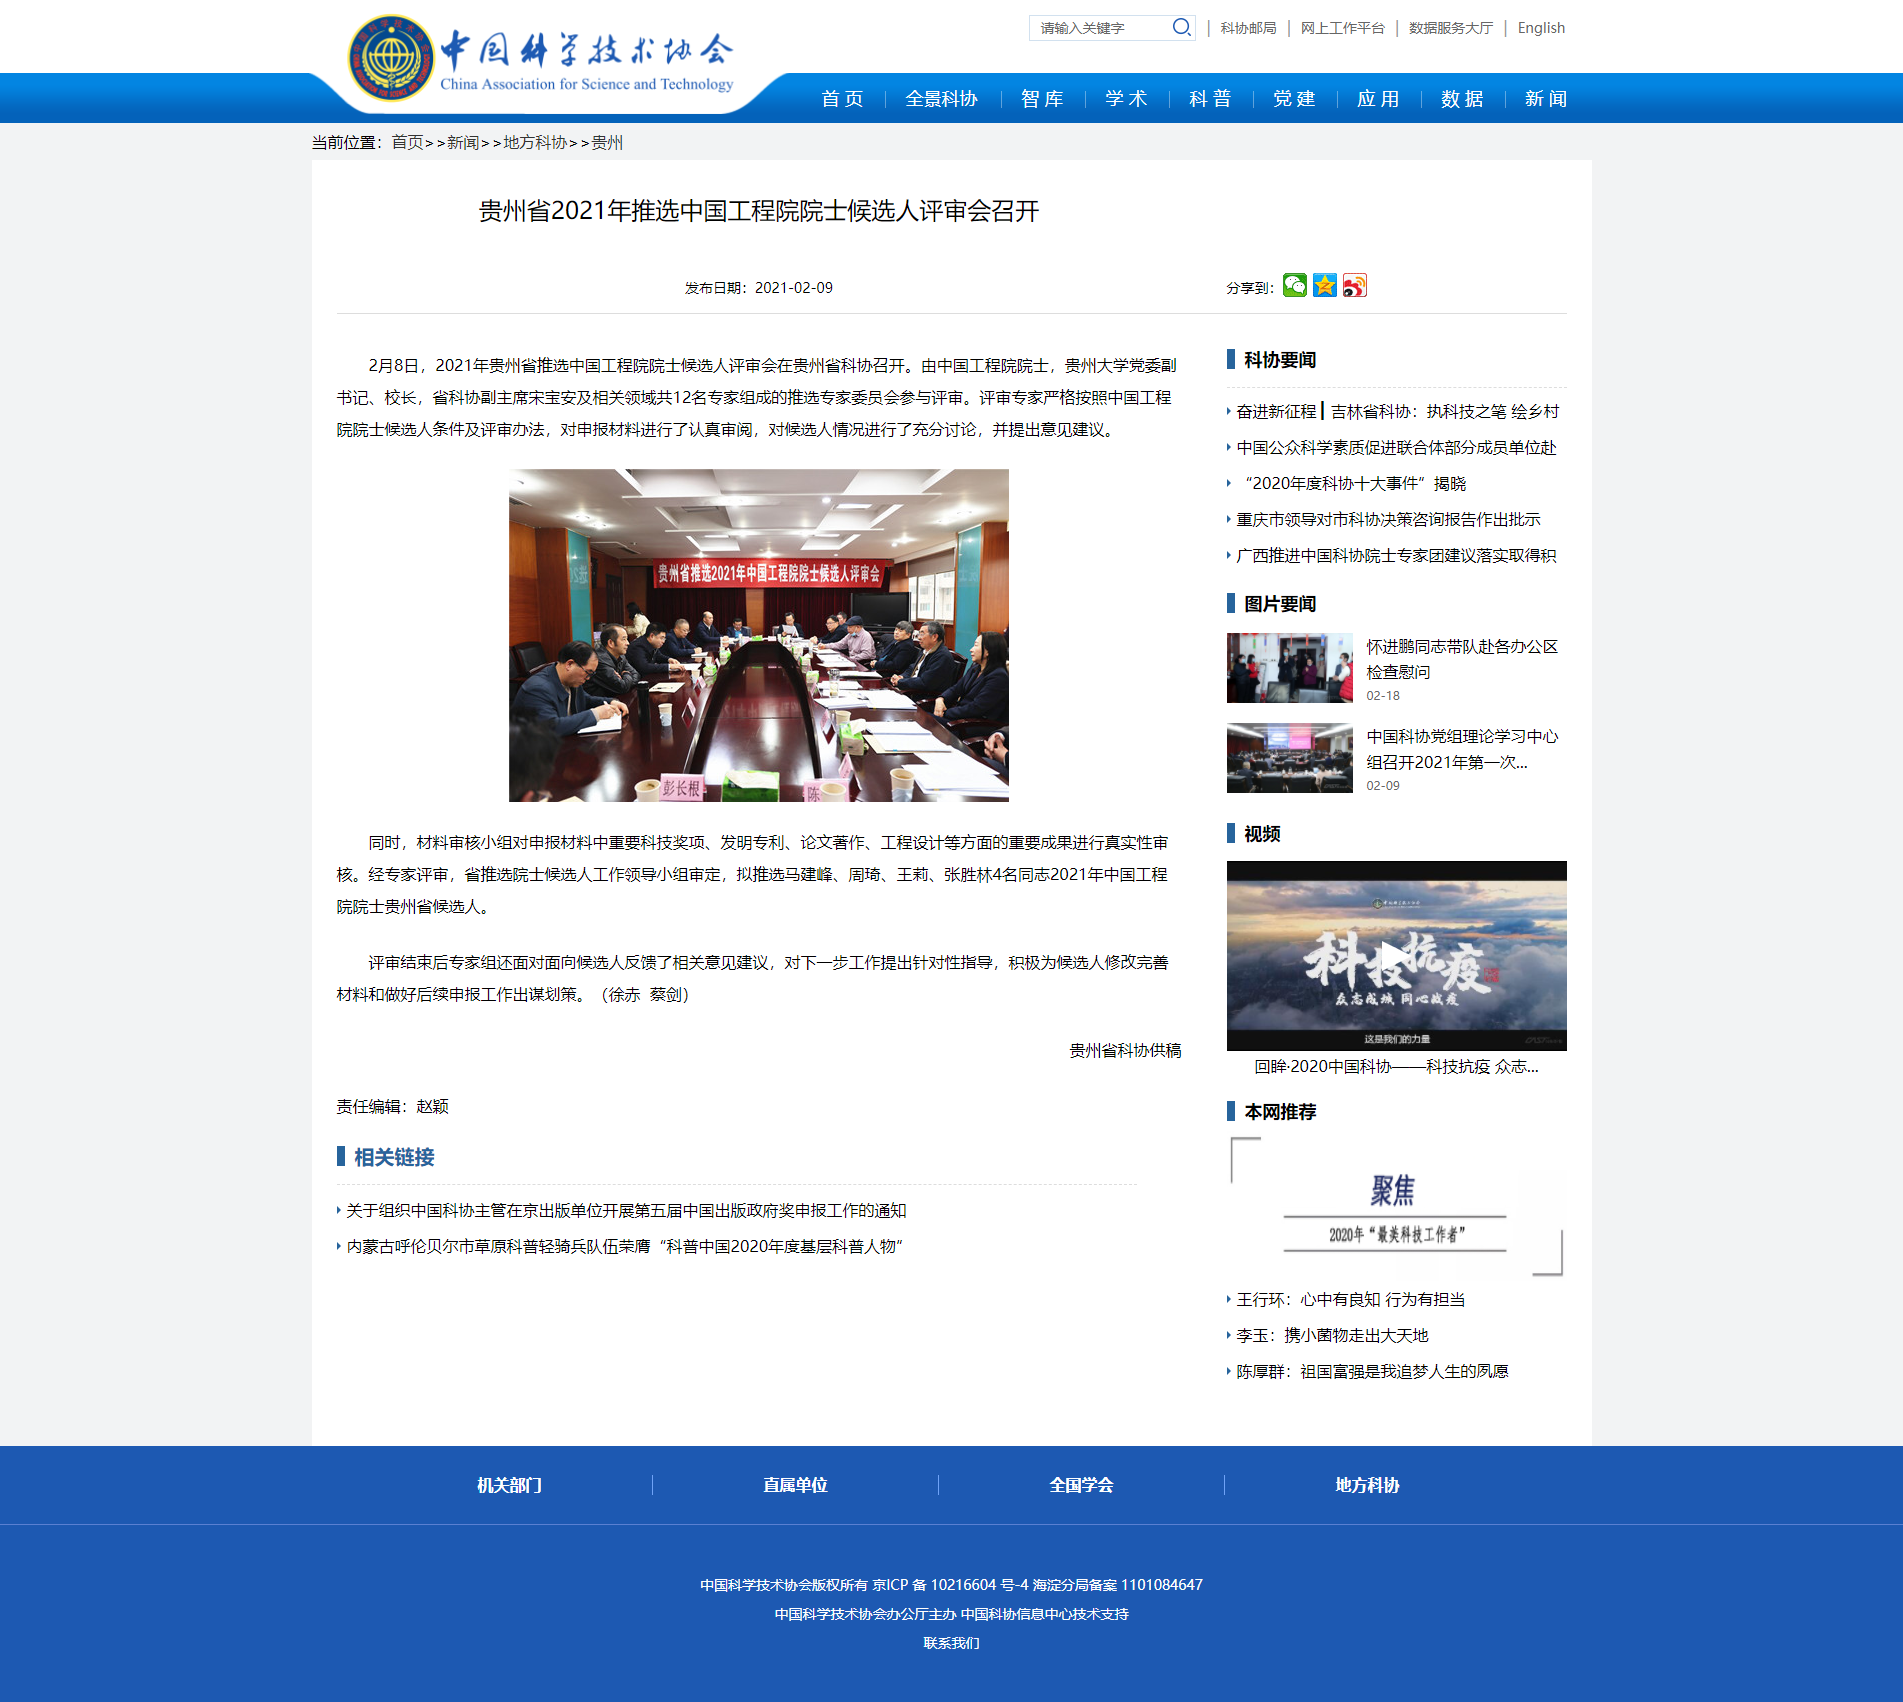 中国科学技术协会
China Association for Science and Technology
请输入关键字 | 科协邮局 | 网上工作平台 | 数据服务大厅 | English
首 页 全景科协 智 库 学 术 科 普 党 建 应 用 数 据 新 闻
当前位置：首页>>新闻>>地方科协>>贵州
贵州省2021年推选中国工程院院士候选人评审会召开
发布日期：2021-02-09
分享到：
2月8日，2021年贵州省推选中国工程院院士候选人评审会在贵州省科协召开。由中国工程院院士，贵州大学党委副
书记、校长，省科协副主席宋宝安及相关领域共12名专家组成的推选专家委员会参与评审。评审专家严格按照中国工程
院院士候选人条件及评审办法，对申报材料进行了认真审阅，对候选人情况进行了充分讨论，并提出意见建议。
贵州省推选2021年中国工程院院士候选人评审会
彭长根
陈
同时，材料审核小组对申报材料中重要科技奖项、发明专利、论文著作、工程设计等方面的重要成果进行真实性审
核。经专家评审，省推选院士候选人工作领导小组审定，拟推选马建峰、周琦、王莉、张胜林4名同志2021年中国工程
院院士贵州省候选人。
评审结束后专家组还面对面向候选人反馈了相关意见建议，对下一步工作提出针对性指导，积极为候选人修改完善
材料和做好后续申报工作出谋划策。（徐赤 蔡剑）
贵州省科协供稿
责任编辑：赵颖
相关链接
关于组织中国科协主管在京出版单位开展第五届中国出版政府奖申报工作的通知
内蒙古呼伦贝尔市草原科普轻骑兵队伍荣膺“科普中国2020年度基层科普人物”
科协要闻
奋进新征程┃吉林省科协：执科技之笔 绘乡村
中国公众科学素质促进联合体部分成员单位赴
“2020年度科协十大事件”揭晓
重庆市领导对市科协决策咨询报告作出批示
广西推进中国科协院士专家团建议落实取得积
图片要闻
怀进鹏同志带队赴各办公区
检查慰问
02-18
中国科协党组理论学习中心
组召开2021年第一次...
02-09
视频
科技抗疫
众志成城 同心战疫
这是我们的力量
回眸·2020中国科协——科技抗疫 众志...
本网推荐
聚焦
2020年“最美科技工作者”
王行环：心中有良知 行为有担当
李玉：携小菌物走出大天地
陈厚群：祖国富强是我追梦人生的夙愿
机关部门 直属单位 全国学会 地方科协
中国科学技术协会版权所有 京ICP 备 10216604 号-4 海淀分局备案 1101084647
中国科学技术协会办公厅主办 中国科协信息中心技术支持
联系我们